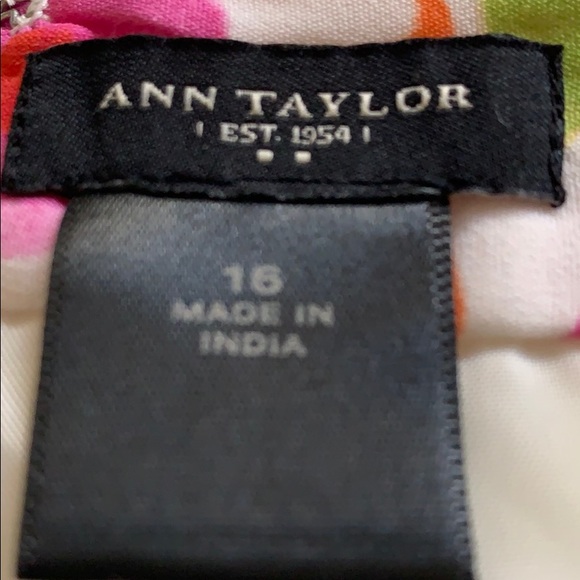 ANN TAYLOR
EST. 1954
16
MADE IN
INDIA